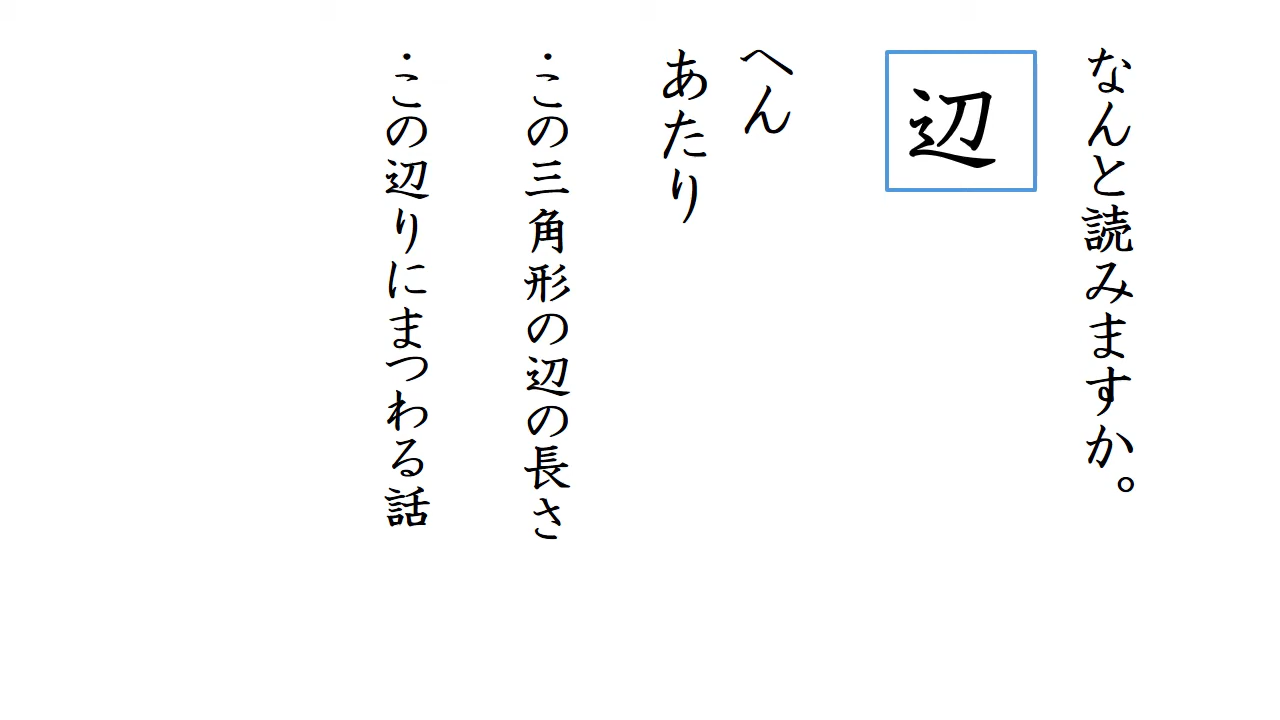 なんと読みますか。
辺
へん
あたり
・この三角形の辺の長さ
・この辺りにまつわる話